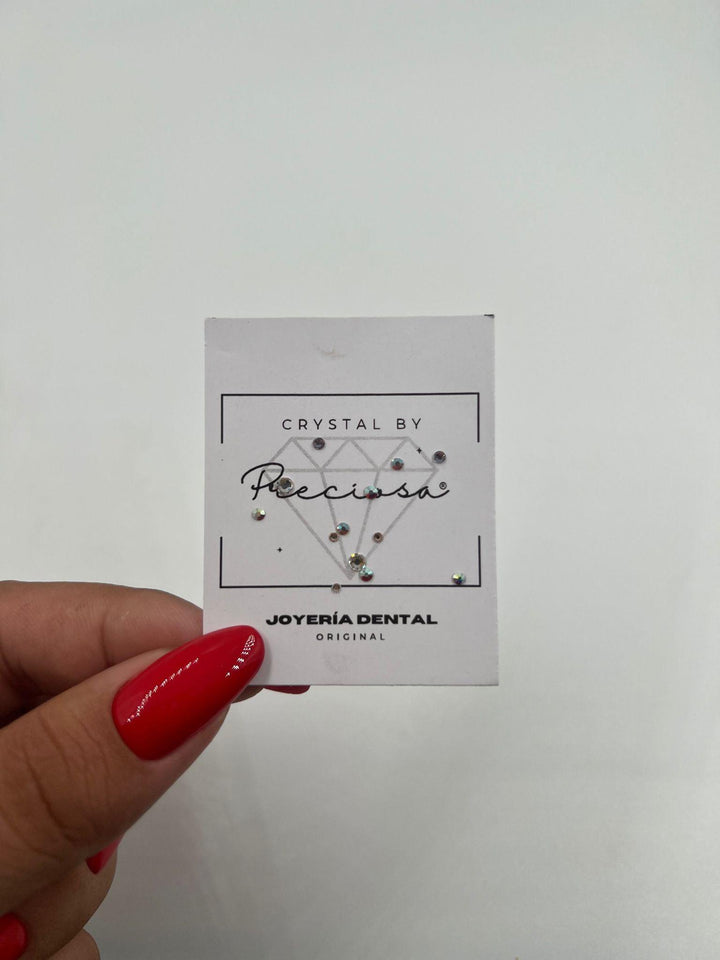 CRYSTAL BY
Preciosa®
JOYERÍA DENTAL
ORIGINAL